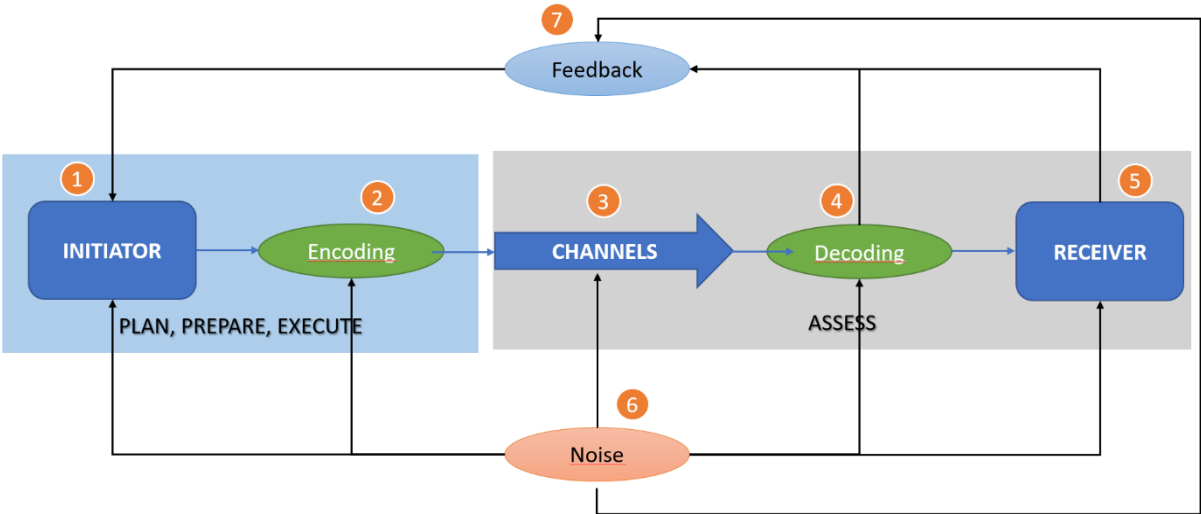 7
Feedback
1
2
3
4
5
INITIATOR
Encoding
CHANNELS
Decoding
RECEIVER
PLAN, PREPARE, EXECUTE
ASSESS
6
Noise